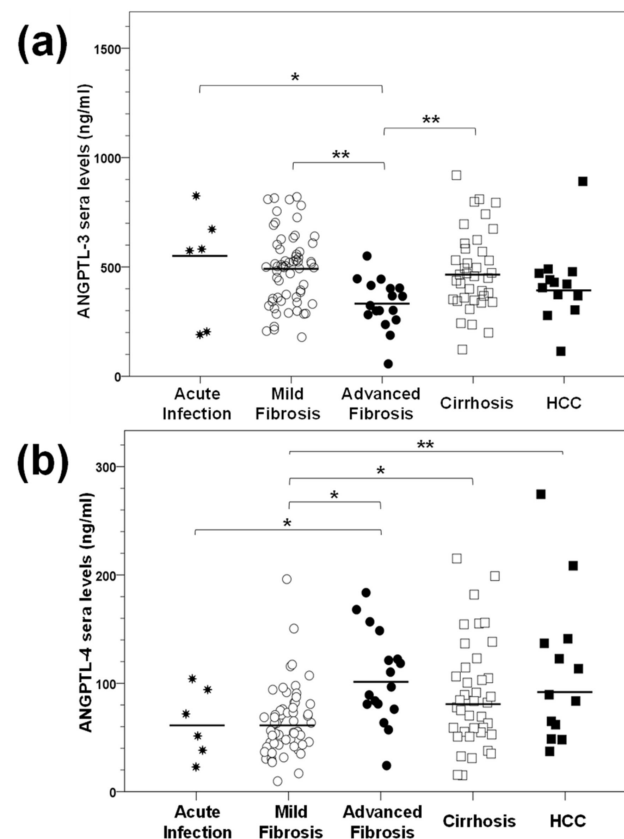 (a)
ANGPTL-3 sera levels (ng/ml)
1500
1000
500
0
*
**
**
Acute
Infection
Mild
Fibrosis
Advanced
Fibrosis
Cirrhosis
HCC
(b)
ANGPTL-4 sera levels (ng/ml)
300
200
100
0
**
*
*
*
Acute
Infection
Mild
Fibrosis
Advanced
Fibrosis
Cirrhosis
HCC